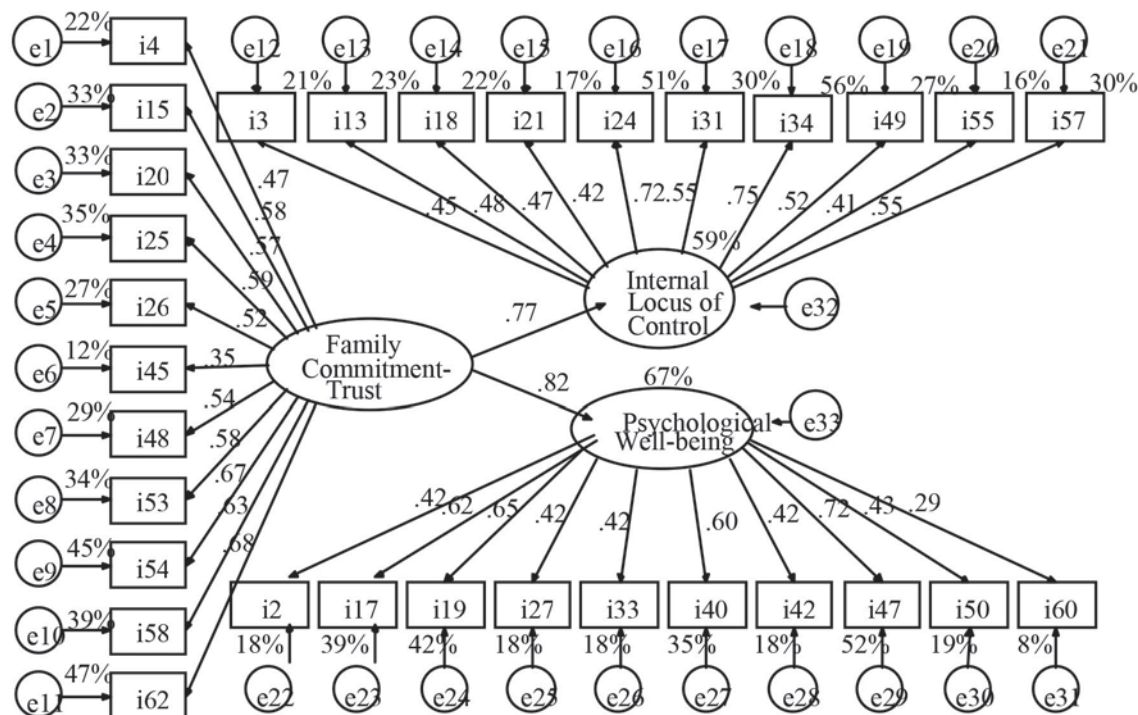 22%
e1
i4
e2
33%
i15
e3
33%
i20
e4
35%
i25
e5
27%
i26
e6
12%
i45
e7
29%
i48
e8
34%
i53
e9
45%
i54
e10
39%
i58
e11
47%
i62
.47
.58
.57
.59
.52
.35
.54
.58
.67
.63
.68
Family
Commitment-
Trust
.77
.82
e12 e13 e14 e15 e16 e17 e18 e19 e20 e21
21% 23% 22% 17% 51% 30% 56% 27% 16% 30%
i3 i13 i18 i21 i24 i31 i34 i49 i55 i57
.45 .48 .47 .42 .72 .55 .75 .52 .41 .55
59%
Internal
Locus of
Control
e32
67%
Psychological
Well-being
e33
.42 .62 .65 .42 .42 .60 .42 .72 .43 .29
i2 i17 i19 i27 i33 i40 i42 i47 i50 i60
18% 39% 42% 18% 18% 35% 18% 52% 19% 8%
e22 e23 e24 e25 e26 e27 e28 e29 e30 e31